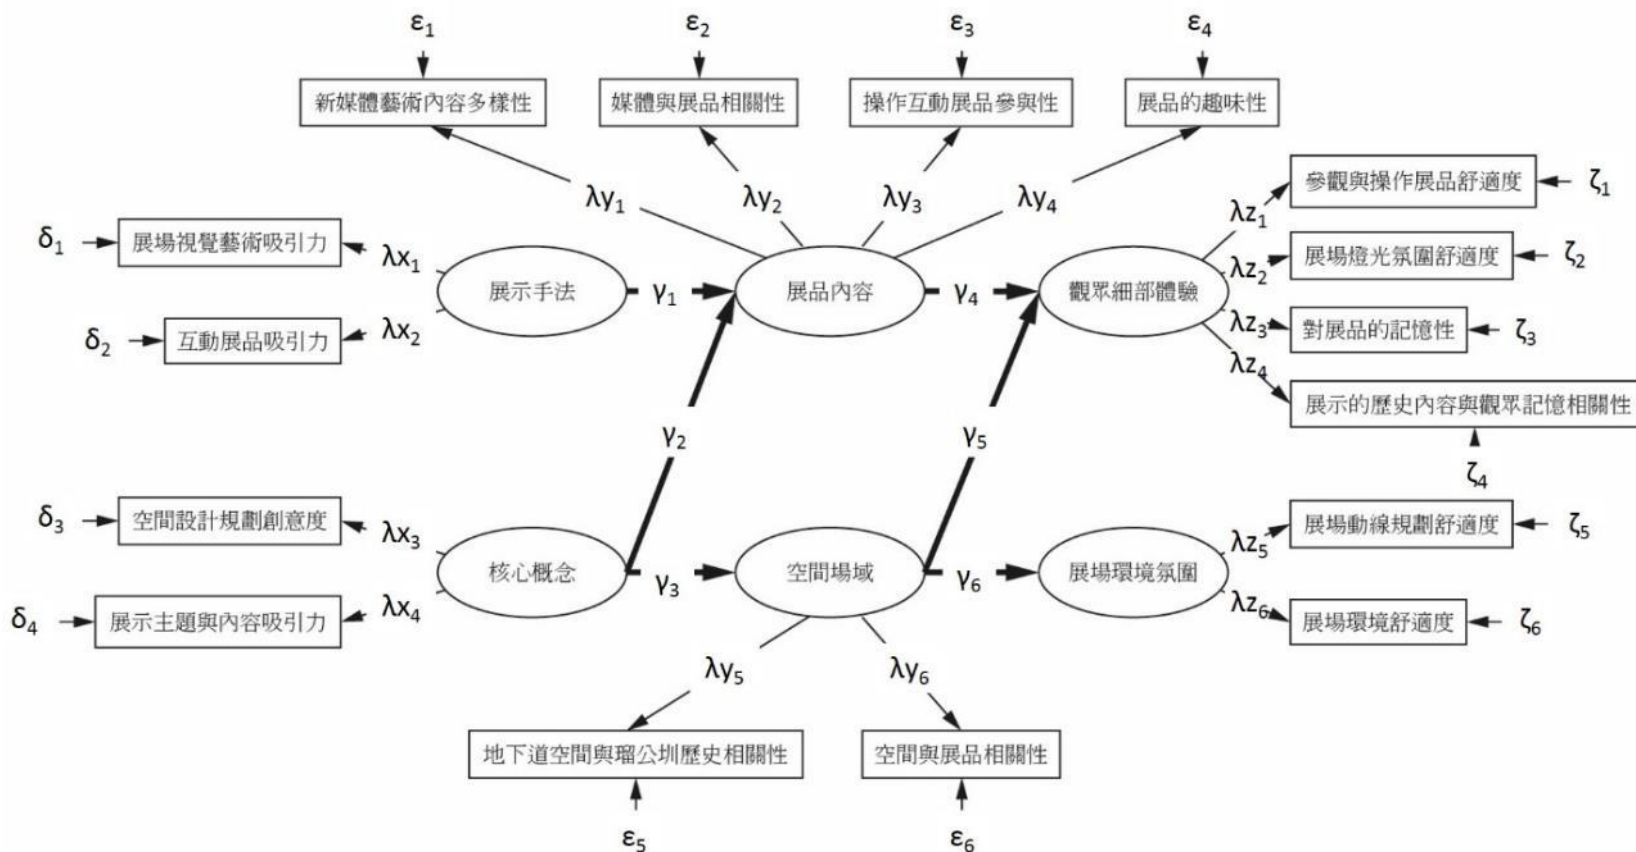 ε₁
ε₂
ε₃
ε₄
新媒體藝術內容多樣性
媒體與展品相關性
操作互動展品參與性
展品的趣味性
λy₁
λy₂
λy₃
λy₄
參觀與操作展品舒適度
ζ₁
λz₁
δ₁
展場視覺藝術吸引力
λx₁
展場燈光氛圍舒適度
ζ₂
λz₂
展示手法
γ₁
展品內容
γ₄
觀眾細部體驗
δ₂
互動展品吸引力
λx₂
λz₃
對展品的記憶性
ζ₃
λz₄
展示的歷史內容與觀眾記憶相關性
ζ₄
γ₂
γ₅
δ₃
空間設計規劃創意度
λx₃
λz₅
展場動線規劃舒適度
ζ₅
核心概念
γ₃
空間場域
γ₆
展場環境氛圍
δ₄
展示主題與內容吸引力
λx₄
λz₆
展場環境舒適度
ζ₆
λy₅
λy₆
地下道空間與瑠公圳歷史相關性
空間與展品相關性
ε₅
ε₆